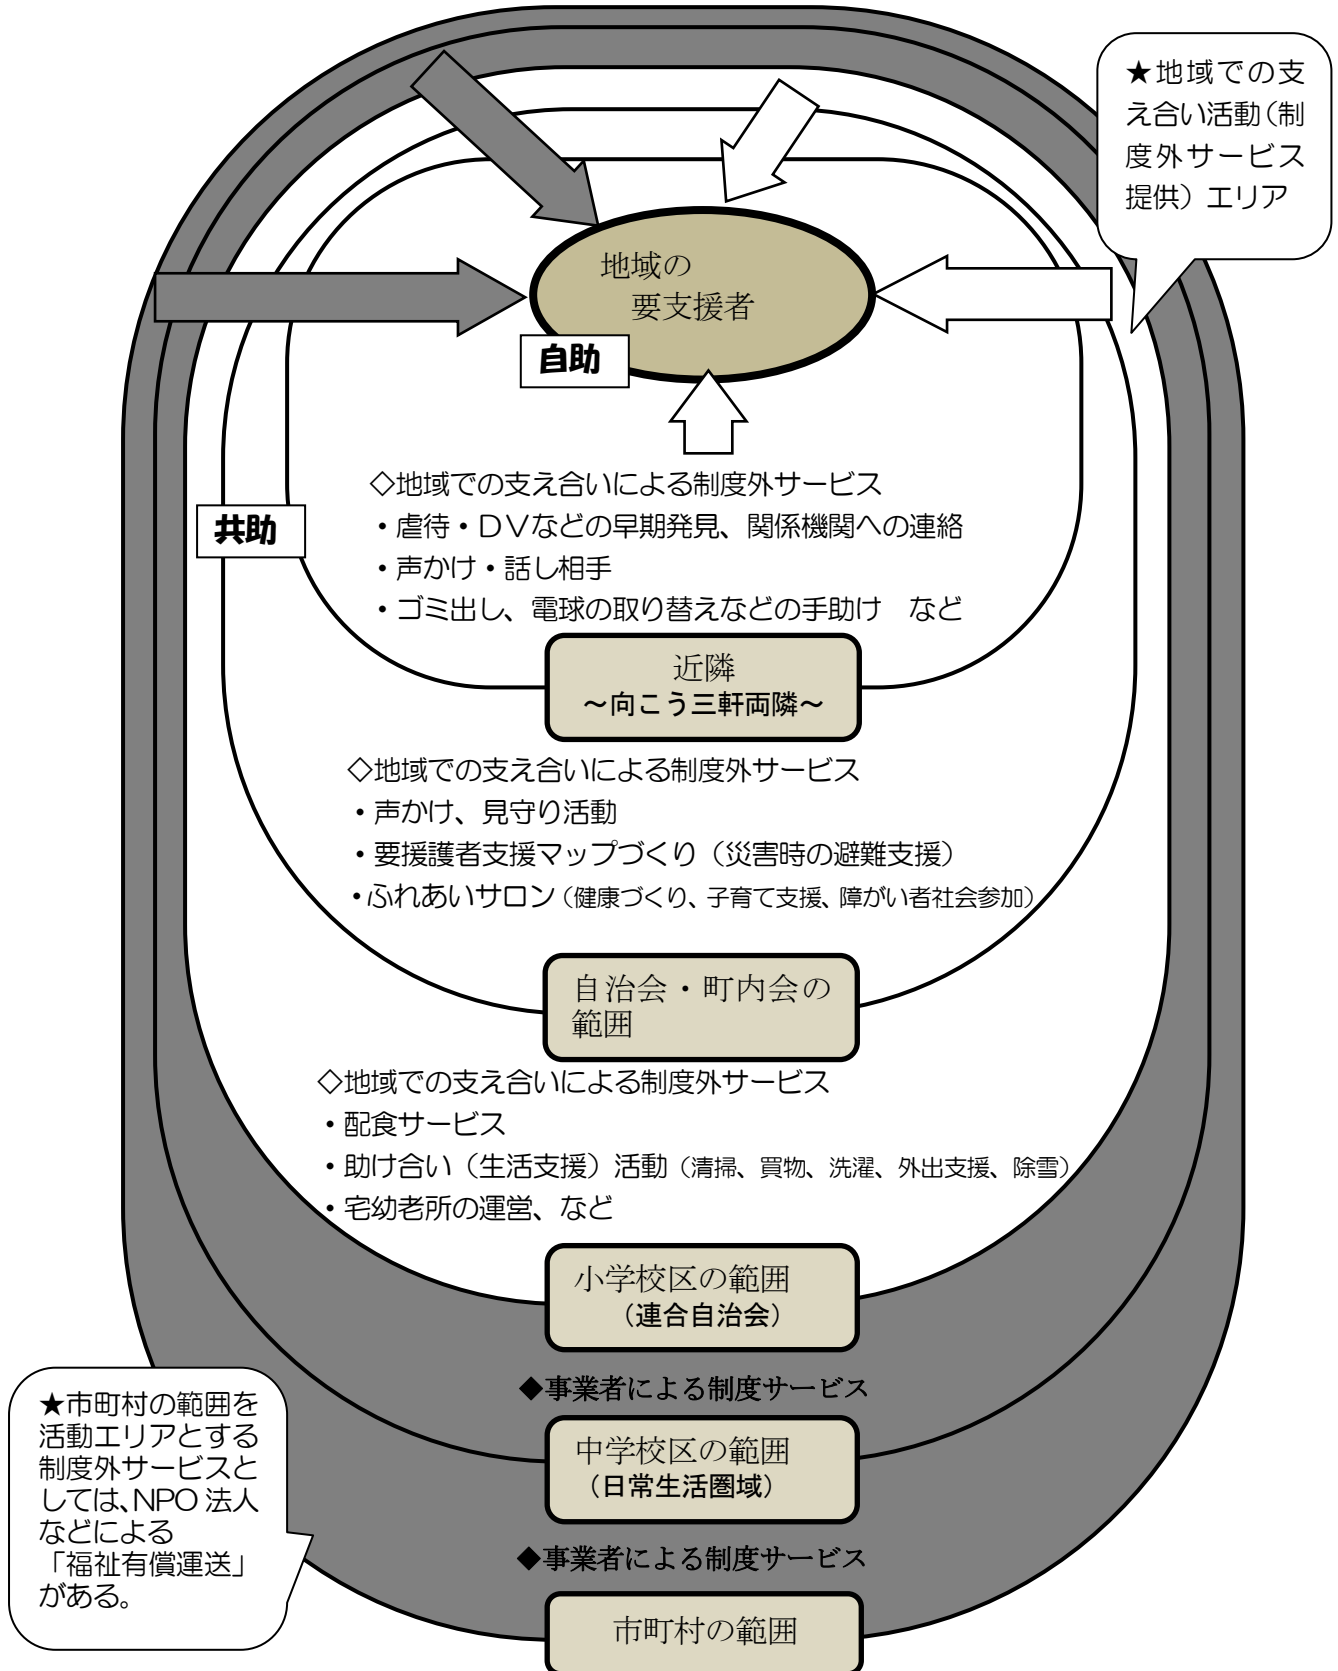 ★地域での支
え合い活動（制
度外サービス
提供）エリア
地域の
要支援者
自助
◇地域での支え合いによる制度外サービス
・虐待・ＤＶなどの早期発見、関係機関への連絡
共助
・声かけ・話し相手
・ゴミ出し、電球の取り替えなどの手助け　など
近隣
～向こう三軒両隣～
◇地域での支え合いによる制度外サービス
・声かけ、見守り活動
・要援護者支援マップづくり（災害時の避難支援）
・ふれあいサロン（健康づくり、子育て支援、障がい者社会参加）
自治会・町内会の
範囲
◇地域での支え合いによる制度外サービス
・配食サービス
・助け合い（生活支援）活動（清掃、買物、洗濯、外出支援、除雪）
・宅幼老所の運営、など
小学校区の範囲
（連合自治会）
◆事業者による制度サービス
中学校区の範囲
（日常生活圏域）
◆事業者による制度サービス
市町村の範囲
★市町村の範囲を
活動エリアとする
制度外サービスと
しては、NPO 法人
などによる
「福祉有償運送」
がある。